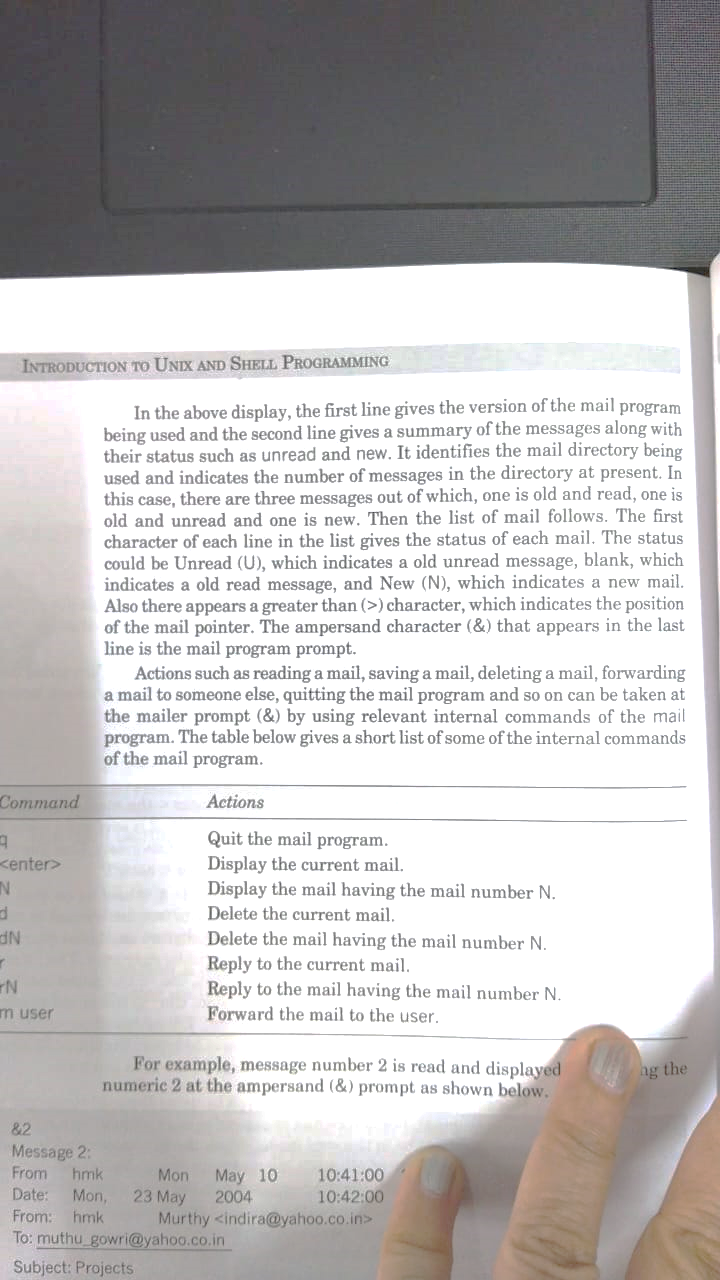 INTRODUCTION TO UNIX AND SHELL PROGRAMMING
In the above display, the first line gives the version of the mail program
being used and the second line gives a summary of the messages along with
their status such as unread and new. It identifies the mail directory being
used and indicates the number of messages in the directory at present. In
this case, there are three messages out of which, one is old and read, one is
old and unread and one is new. Then the list of mail follows. The first
character of each line in the list gives the status of each mail. The status
could be Unread (U), which indicates a old unread message, blank, which
indicates a old read message, and New (N), which indicates a new mail.
Also there appears a greater than (>) character, which indicates the position
of the mail pointer. The ampersand character (&) that appears in the last
line is the mail program prompt.
Actions such as reading a mail, saving a mail, deleting a mail, forwarding
a mail to someone else, quitting the mail program and so on can be taken at
the mailer prompt (&) by using relevant internal commands of the mail
program. The table below gives a short list of some of the internal commands
of the mail program.
Command Actions
q Quit the mail program.
<enter> Display the current mail.
N Display the mail having the mail number N.
d Delete the current mail.
dN Delete the mail having the mail number N.
r Reply to the current mail.
rN Reply to the mail having the mail number N.
m user Forward the mail to the user.
For example, message number 2 is read and displayed the
numeric 2 at the ampersand (&) prompt as shown below.
&2
Message 2:
From hmk Mon May 10 10:41:00
Date: Mon, 23 May 2004 10:42:00
From: hmk Murthy <indira@yahoo.co.in>
To: muthu_gowri@yahoo.co.in
Subject: Projects